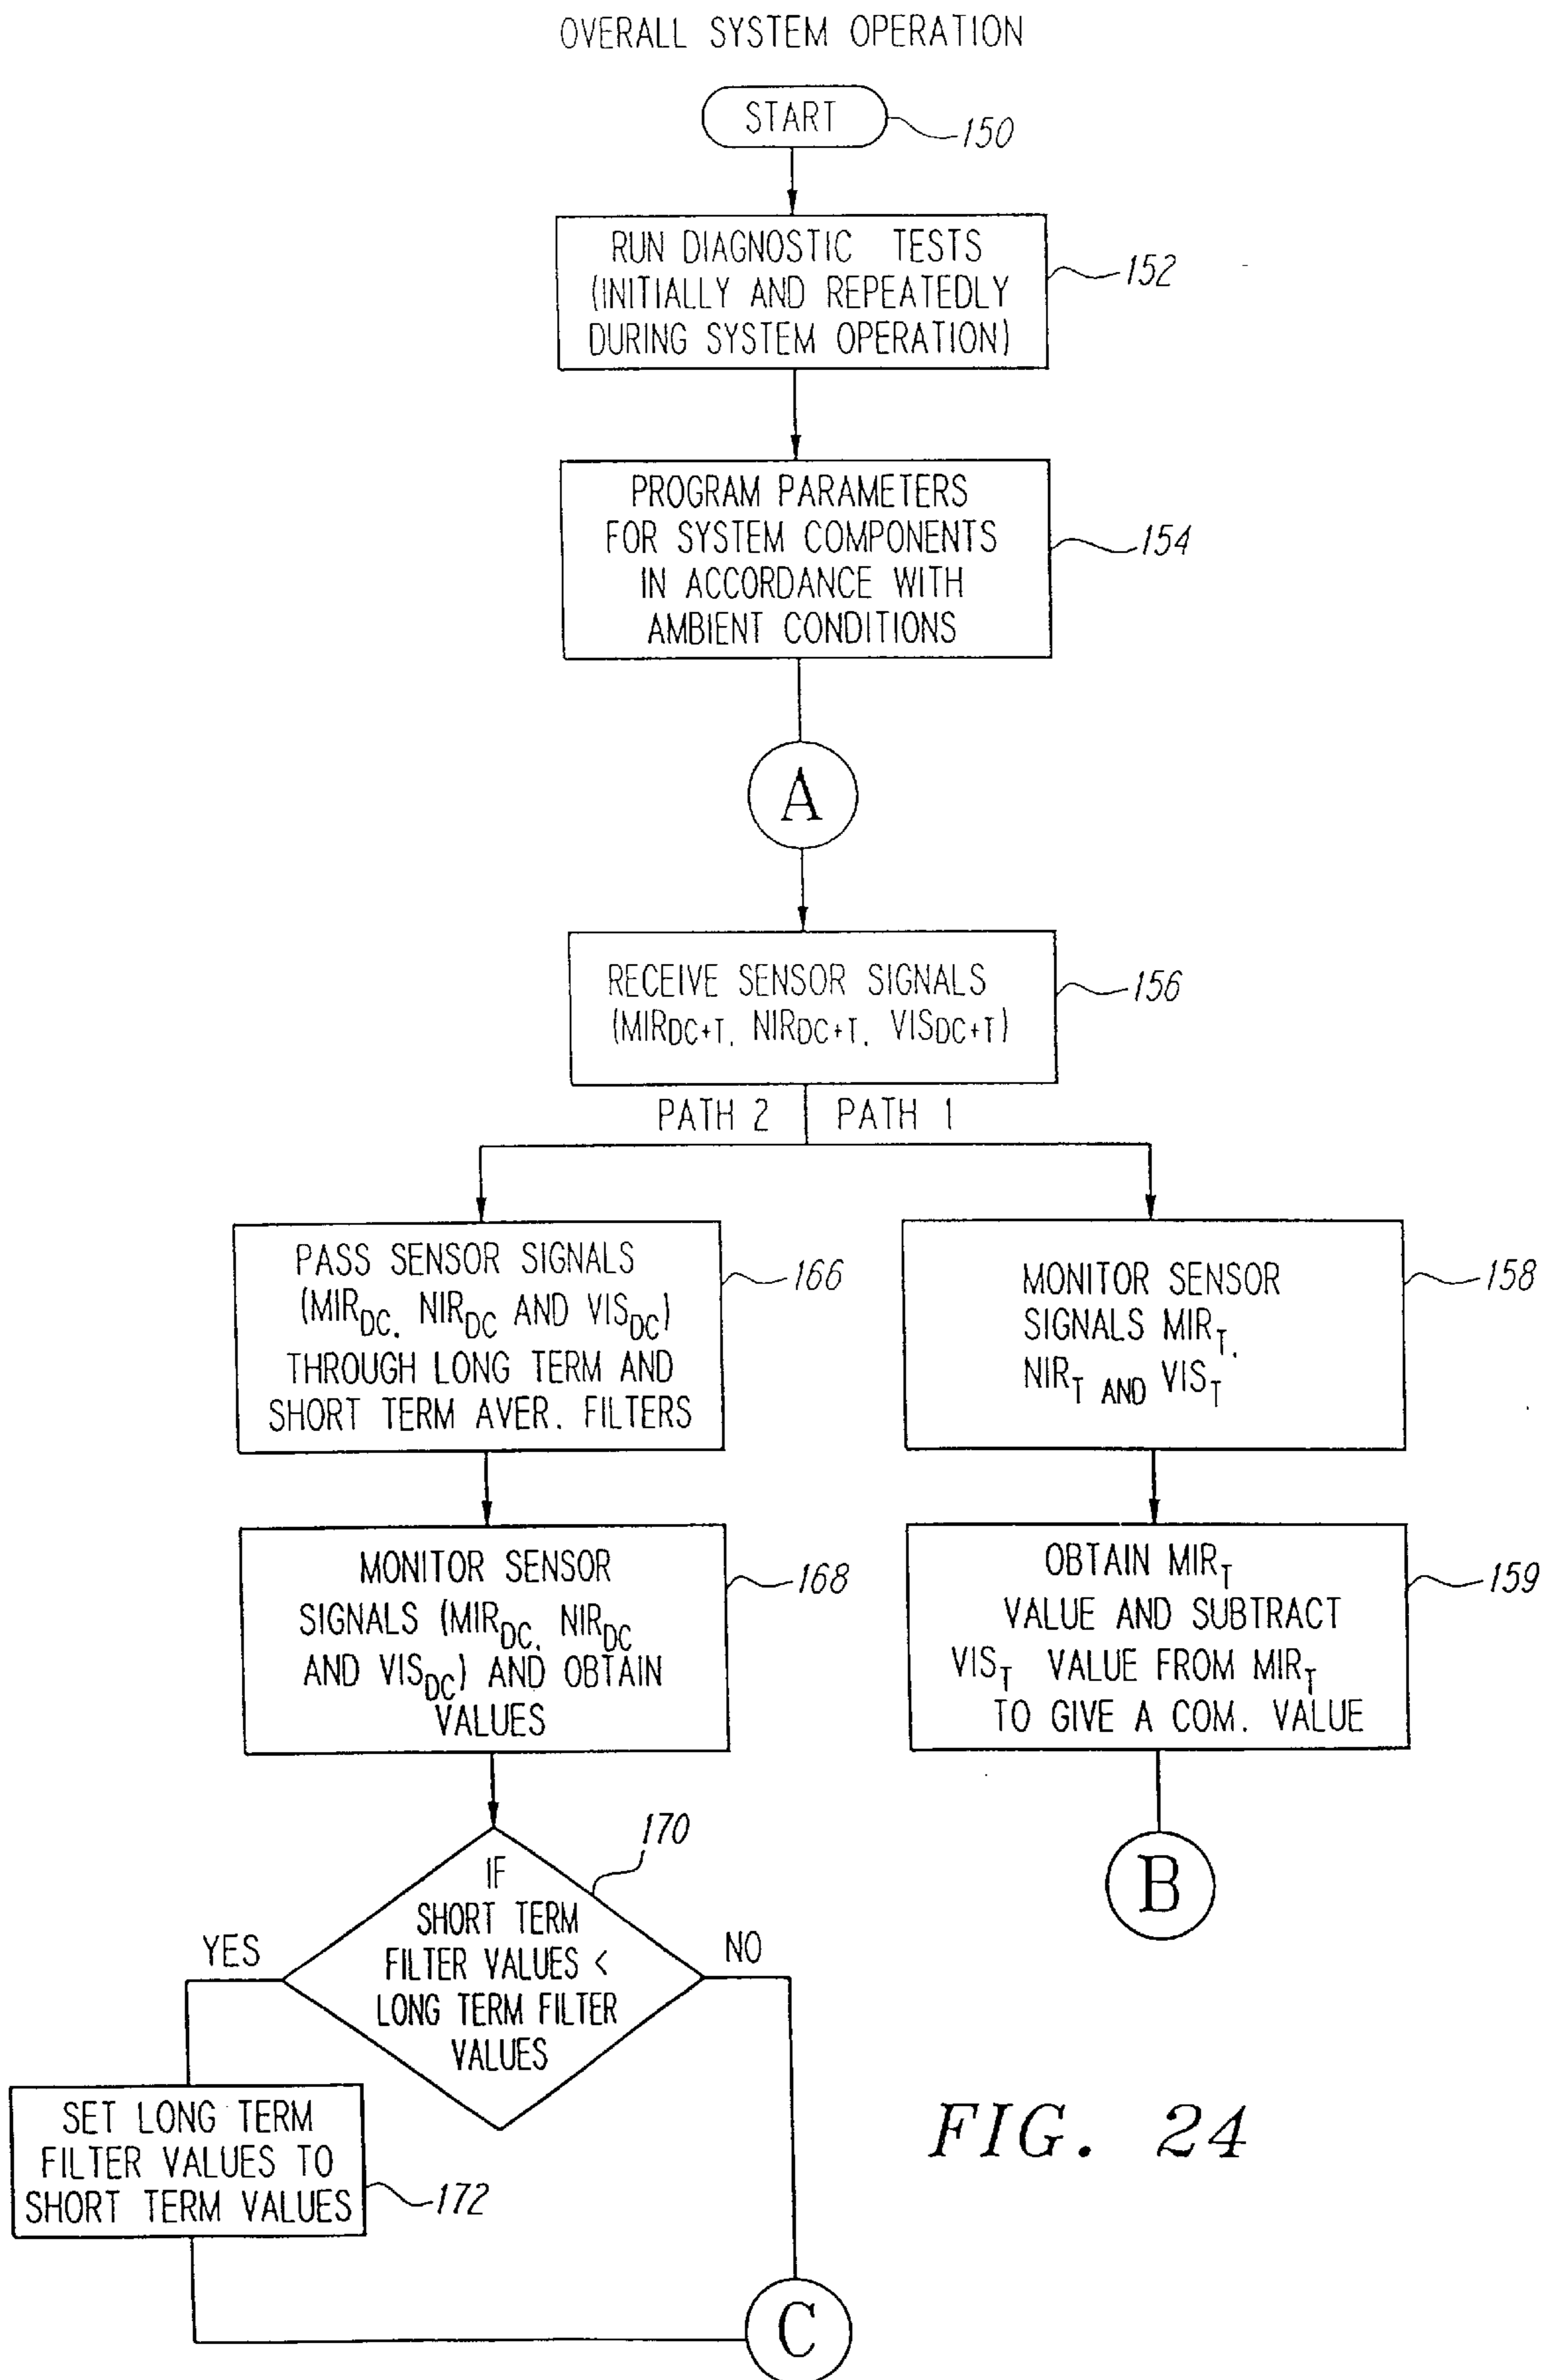 OVERALL SYSTEM OPERATION
START
150
RUN DIAGNOSTIC TESTS
(INITIALLY AND REPEATEDLY
DURING SYSTEM OPERATION)
152
PROGRAM PARAMETERS
FOR SYSTEM COMPONENTS
IN ACCORDANCE WITH
AMBIENT CONDITIONS
154
A
RECEIVE SENSOR SIGNALS
(MIRDC+T, NIRDC+T, VISDC+T)
156
PATH 2
PATH 1
PASS SENSOR SIGNALS
(MIRDC, NIRDC AND VISDC)
THROUGH LONG TERM AND
SHORT TERM AVER. FILTERS
166
MONITOR SENSOR
SIGNALS MIRT,
NIRT AND VIST
158
MONITOR SENSOR
SIGNALS (MIRDC, NIRDC
AND VISDC) AND OBTAIN
VALUES
168
OBTAIN MIRT
VALUE AND SUBTRACT
VIST VALUE FROM MIRT
TO GIVE A COM. VALUE
159
B
IF
SHORT TERM
FILTER VALUES <
LONG TERM FILTER
VALUES
170
YES
NO
SET LONG TERM
FILTER VALUES TO
SHORT TERM VALUES
172
C
FIG. 24